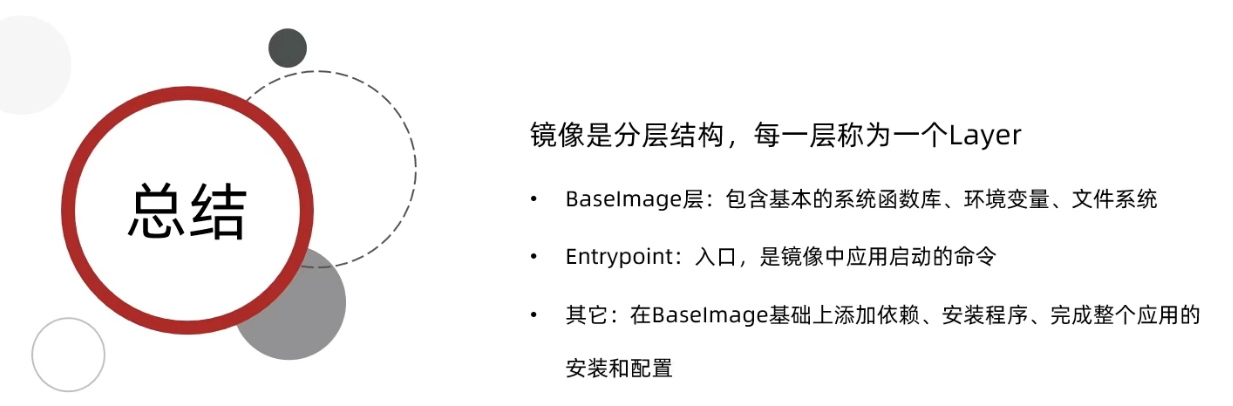 总结
镜像是分层结构，每一层称为一个Layer
• BaseImage层：包含基本的系统函数库、环境变量、文件系统
• Entrypoint：入口，是镜像中应用启动的命令
• 其它：在BaseImage基础上添加依赖、安装程序、完成整个应用的
安装和配置